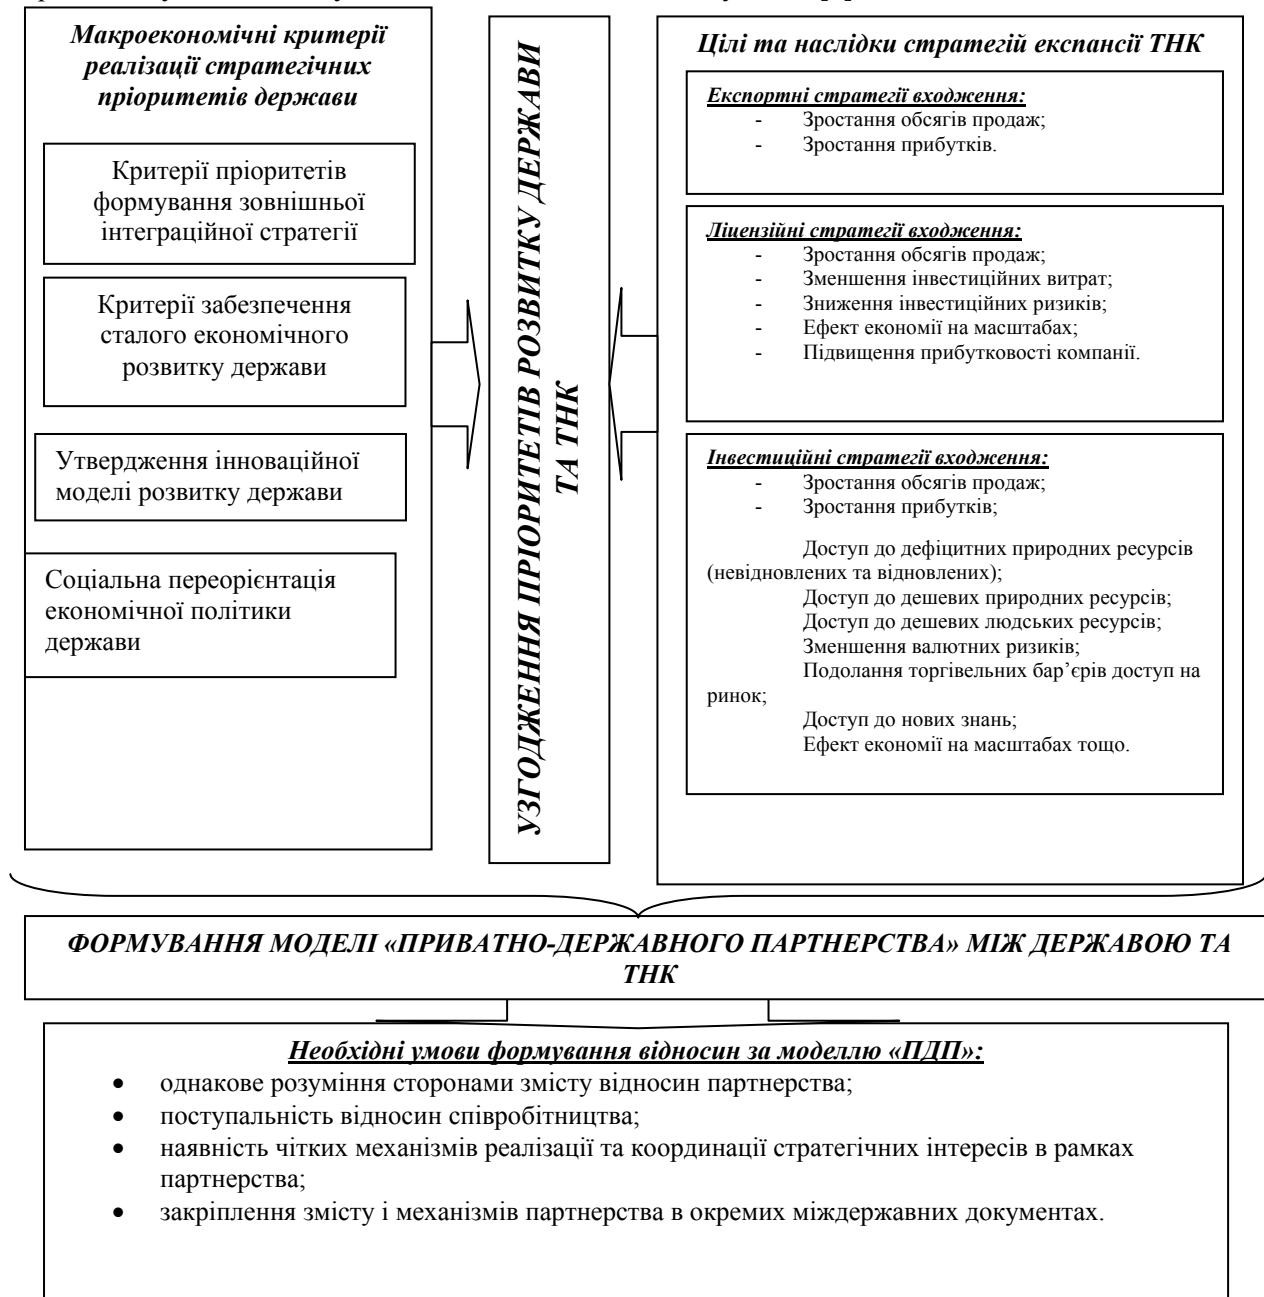 Макроекономічні критерії
реалізації стратегічних
пріоритетів держави
Критерії пріоритетів
формування зовнішньої
інтеграційної стратегії
Критерії забезпечення
сталого економічного
розвитку держави
Утвердження інноваційної
моделі розвитку держави
Соціальна переорієнтація
економічної політики
держави
УЗГОДЖЕННЯ ПРІОРИТЕТІВ РОЗВИТКУ ДЕРЖАВИ
ТА ТНК
Цілі та наслідки стратегій експансії ТНК
Експортні стратегії входження:
- Зростання обсягів продаж;
- Зростання прибутків.
Ліцензійні стратегії входження:
- Зростання обсягів продаж;
- Зменшення інвестиційних витрат;
- Зниження інвестиційних ризиків;
- Ефект економії на масштабах;
- Підвищення прибутковості компанії.
Інвестиційні стратегії входження:
- Зростання обсягів продаж;
- Зростання прибутків;
Доступ до дефіцитних природних ресурсів
(невідновлених та відновлених);
Доступ до дешевих природних ресурсів;
Доступ до дешевих людських ресурсів;
Зменшення валютних ризиків;
Подолання торгівельних бар’єрів доступ на
ринок;
Доступ до нових знань;
Ефект економії на масштабах тощо.
ФОРМУВАННЯ МОДЕЛІ «ПРИВАТНО-ДЕРЖАВНОГО ПАРТНЕРСТВА» МІЖ ДЕРЖАВОЮ ТА
ТНК
Необхідні умови формування відносин за моделлю «ПДП»:
• однакове розуміння сторонами змісту відносин партнерства;
• поступальність відносин співробітництва;
• наявність чітких механізмів реалізації та координації стратегічних інтересів в рамках
партнерства;
• закріплення змісту і механізмів партнерства в окремих міждержавних документах.